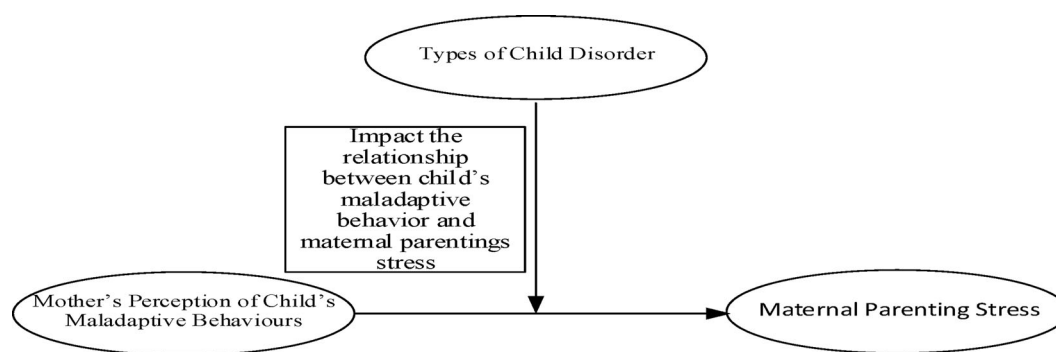 Types of Child Disorder
Impact the
relationship
between child's
maladaptive
behavior and
maternal parentings
stress
Mother's Perception of Child's
Maladaptive Behaviours
Maternal Parenting Stress